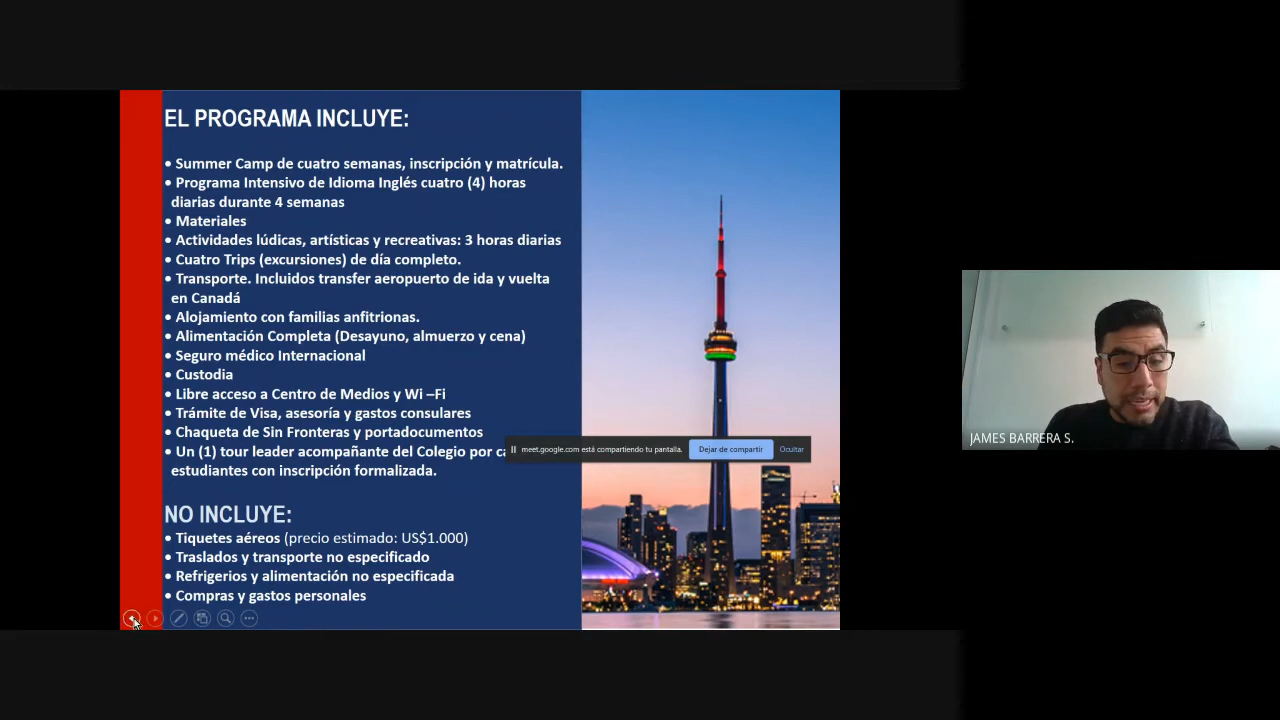 EL PROGRAMA INCLUYE:
• Summer Camp de cuatro semanas, inscripción y matrícula.
• Programa Intensivo de Idioma Inglés cuatro (4) horas
diarias durante 4 semanas
• Materiales
• Actividades lúdicas, artísticas y recreativas: 3 horas diarias
• Cuatro Trips (excursiones) de día completo.
• Transporte. Incluidos transfer aeropuerto de ida y vuelta
en Canadá
• Alojamiento con familias anfitrionas.
• Alimentación Completa (Desayuno, almuerzo y cena)
• Seguro médico Internacional
• Custodia
• Libre acceso a Centro de Medios y Wi –Fi
• Trámite de Visa, asesoría y gastos consulares
• Chaqueta de Sin Fronteras y portadocumentos
• Un (1) tour leader acompañante del Colegio por
estudiantes con inscripción formalizada.
meet.google.com está compartiendo tu pantalla.
Dejar de compartir
Ocultar
NO INCLUYE:
• Tiquetes aéreos (precio estimado: US$1.000)
• Traslados y transporte no especificado
• Refrigerios y alimentación no especificada
• Compras y gastos personales
JAMES BARRERA S.